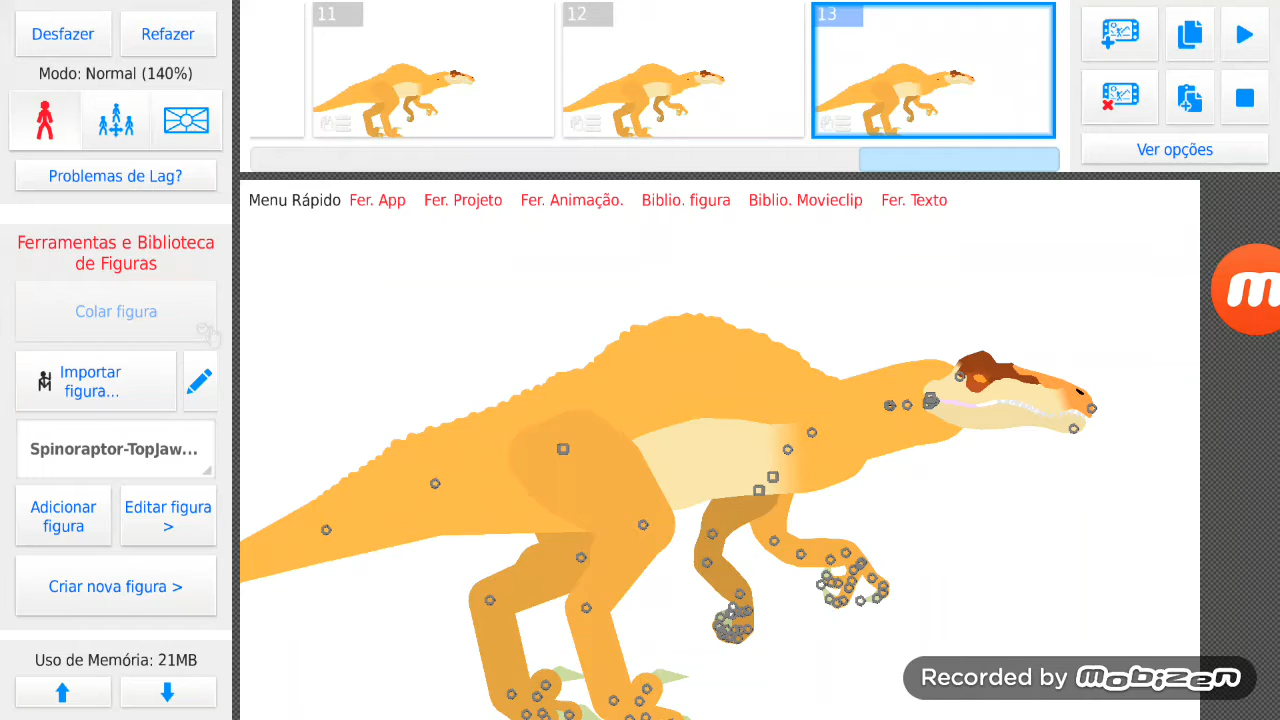 Desfazer
Refazer
Modo: Normal (140%)
Problemas de Lag?
Ferramentas e Biblioteca
de Figuras
Colar figura
Importar
figura...
Spinoraptor-TopJaw...
Adicionar
figura
Editar figura
>
Criar nova figura >
Uso de Memória: 21MB
11
12
13
Ver opções
Menu Rápido Fer. App Fer. Projeto Fer. Animação. Biblio. figura Biblio. Movieclip Fer. Texto
m
Recorded by mobizen